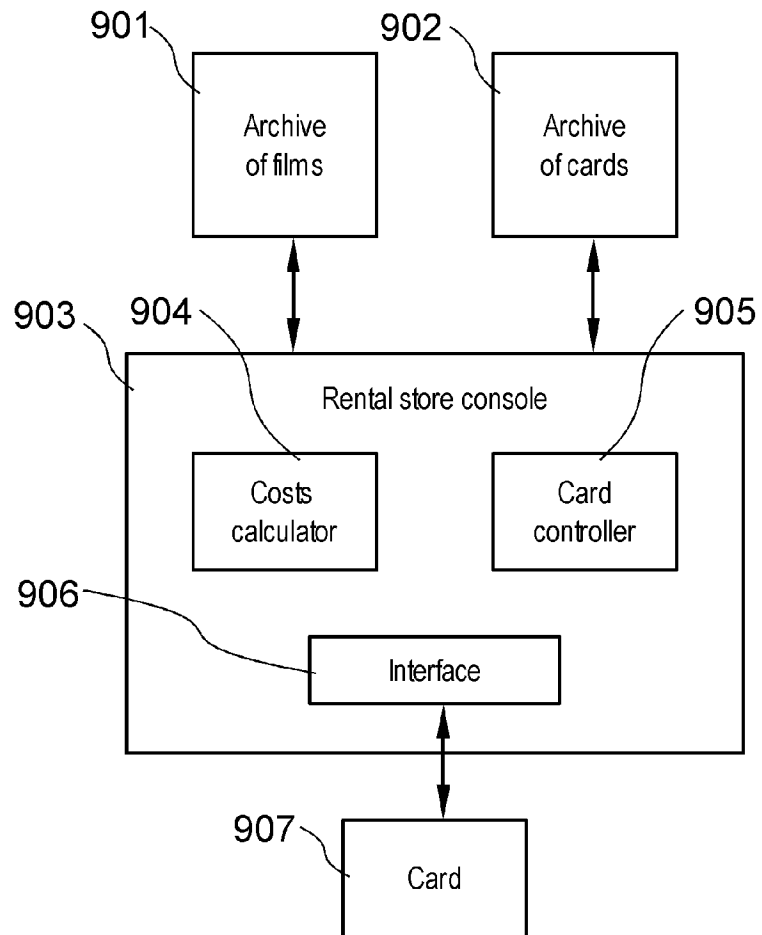 901
902
Archive
of films
Archive
of cards
903
904
905
Rental store console
Costs
calculator
Card
controller
906
Interface
907
Card